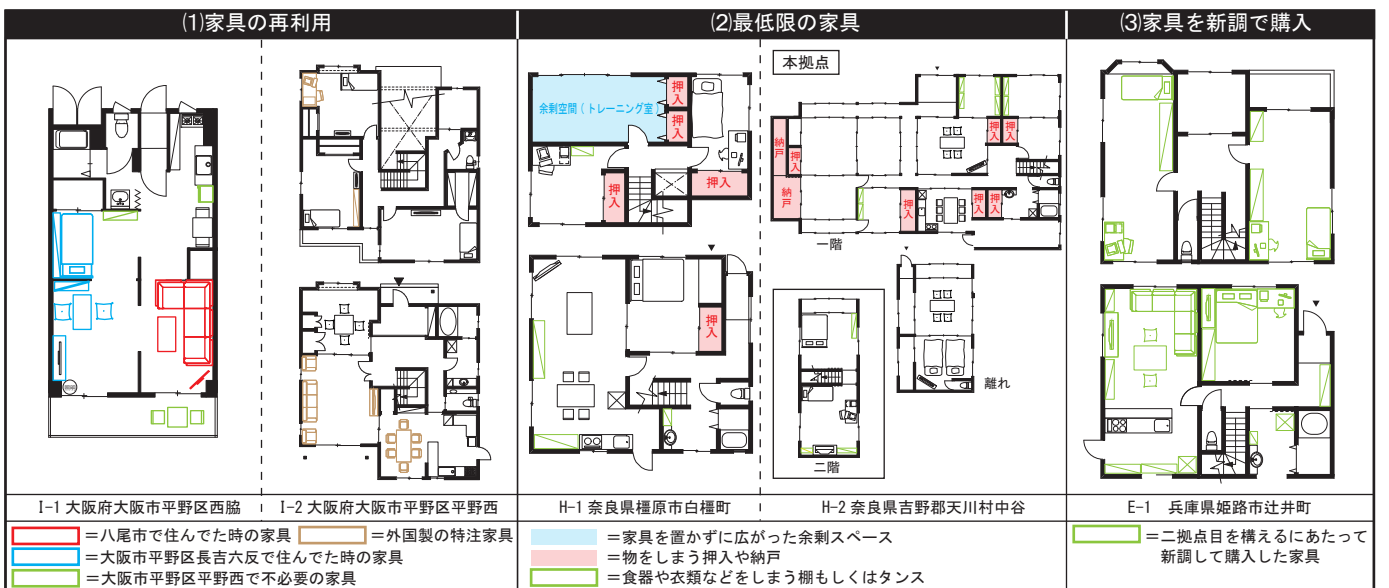 ⑴家具の再利用
⑵最低限の家具
⑶家具を新調で購入
本拠点
余剰空間(トレーニング室)
押入
押入
押入
押入
押入
納戸
押入
納戸
押入
押入
押入
押入
押入
一階
二階
離れ
I-1 大阪府大阪市平野区西脇
I-2 大阪府大阪市平野区平野西
H-1 奈良県橿原市白橿町
H-2 奈良県吉野郡天川村中谷
E-1 兵庫県姫路市辻井町
=八尾市で住んでた時の家具
=外国製の特注家具
=大阪市平野区長吉六反で住んでた時の家具
=大阪市平野区平野西で不必要の家具
=家具を置かずに広がった余剰スペース
=物をしまう押入や納戸
=食器や衣類などをしまう棚もしくはタンス
=二拠点目を構えるにあたって
新調して購入した家具